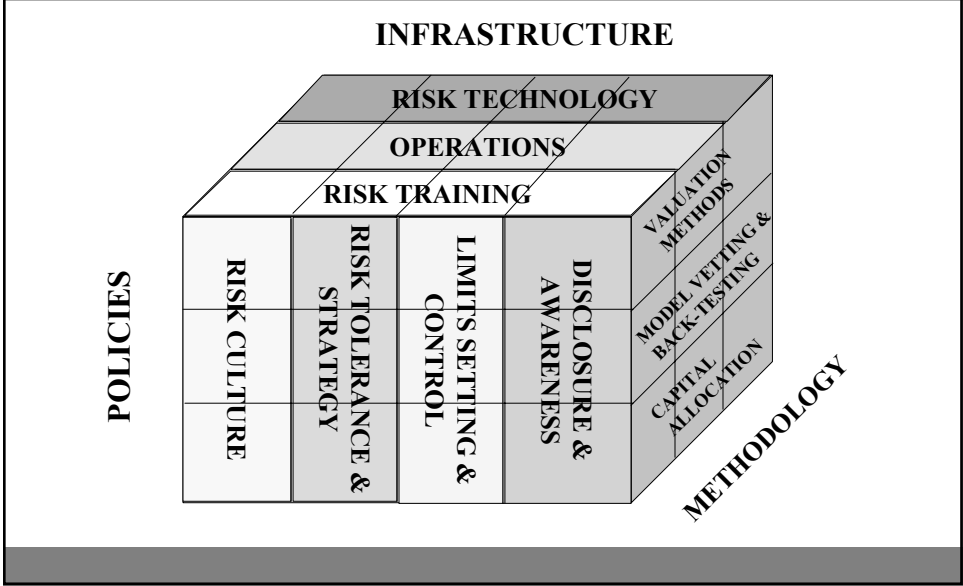 INFRASTRUCTURE
RISK TECHNOLOGY
OPERATIONS
RISK TRAINING
POLICIES
RISK CULTURE
RISK TOLERANCE &
STRATEGY
LIMITS SETTING &
CONTROL
DISCLOSURE &
AWARENESS
VALUATION
METHODS
MODEL VETTING &
BACK-TESTING
CAPITAL
ALLOCATION
METHODOLOGY